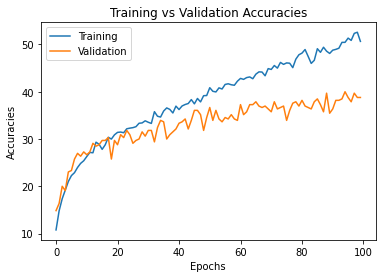 Training vs Validation Accuracies
Training
Validation
50
40
30
20
10
Accuracies
0
20
40
60
80
100
Epochs